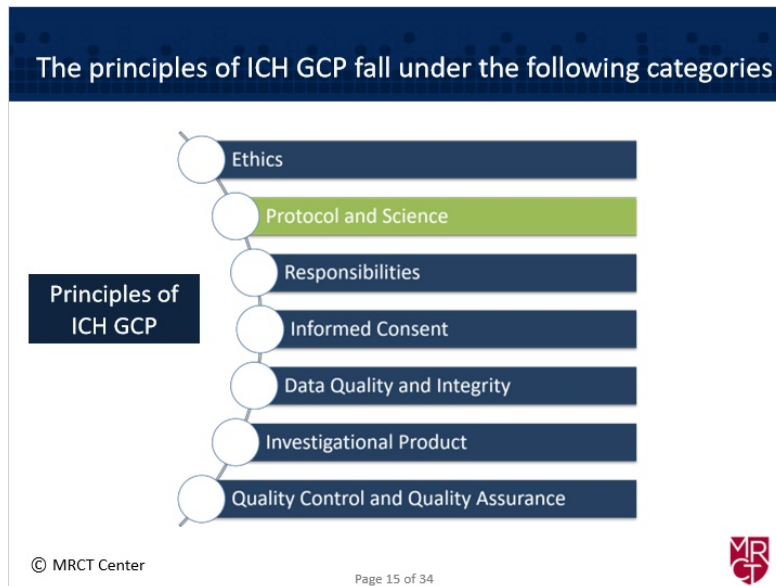 The principles of ICH GCP fall under the following categories
Ethics
Protocol and Science
Responsibilities
Principles of
ICH GCP
Informed Consent
Data Quality and Integrity
Investigational Product
Quality Control and Quality Assurance
© MRCT Center
Page 15 of 34
MR
CT